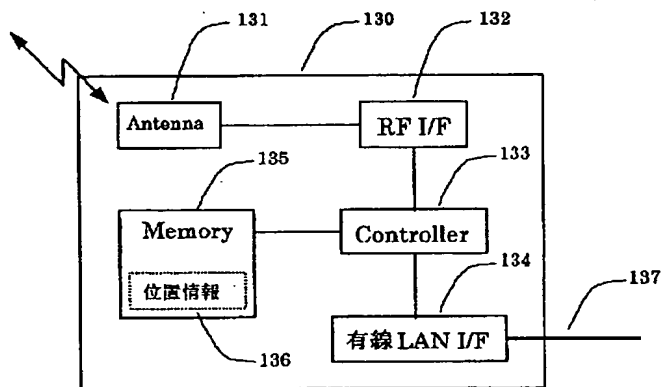 131
130
132
Antenna
RF I/F
135
133
Memory
Controller
位置情報
134
137
136
有線LAN I/F